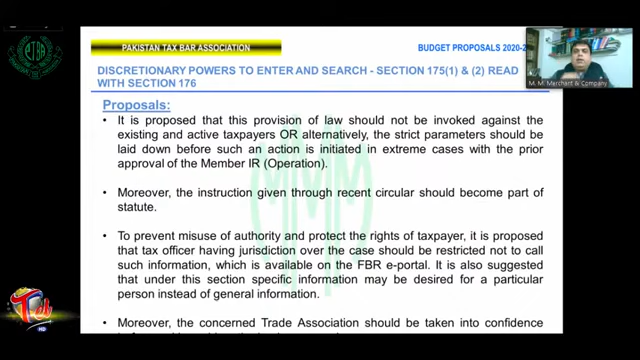 PAKISTAN TAX BAR ASSOCIATION
BUDGET PROPOSALS 2020-2
DISCRETIONARY POWERS TO ENTER AND SEARCH - SECTION 175(1) & (2) READ
WITH SECTION 176
M. M. Merchant & Company
Proposals:
• It is proposed that this provision of law should not be invoked against the
existing and active taxpayers OR alternatively, the strict parameters should be
laid down before such an action is initiated in extreme cases with the prior
approval of the Member IR (Operation).
• Moreover, the instruction given through recent circular should become part of
statute.
• To prevent misuse of authority and protect the rights of taxpayer, it is proposed
that tax officer having jurisdiction over the case should be restricted not to call
such information, which is available on the FBR e-portal. It is also suggested
that under this section specific information may be desired for a particular
person instead of general information.
• Moreover, the concerned Trade Association should be taken into confidence
HD